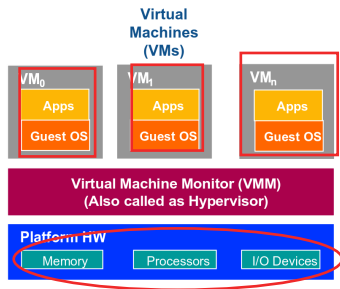 Virtual
Machines
(VMs)
VM0
VM1
VMn
Apps
Apps
Apps
Guest OS
Guest OS
Guest OS
Virtual Machine Monitor (VMM)
(Also called as Hypervisor)
Platform HW
Memory
Processors
I/O Devices